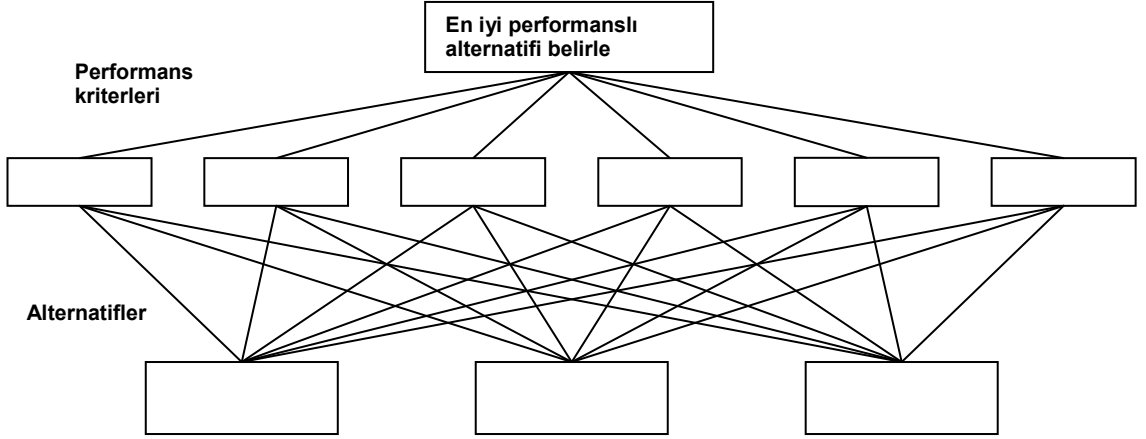 En iyi performanslı
alternatifi belirle
Performans
kriterleri
Alternatifler